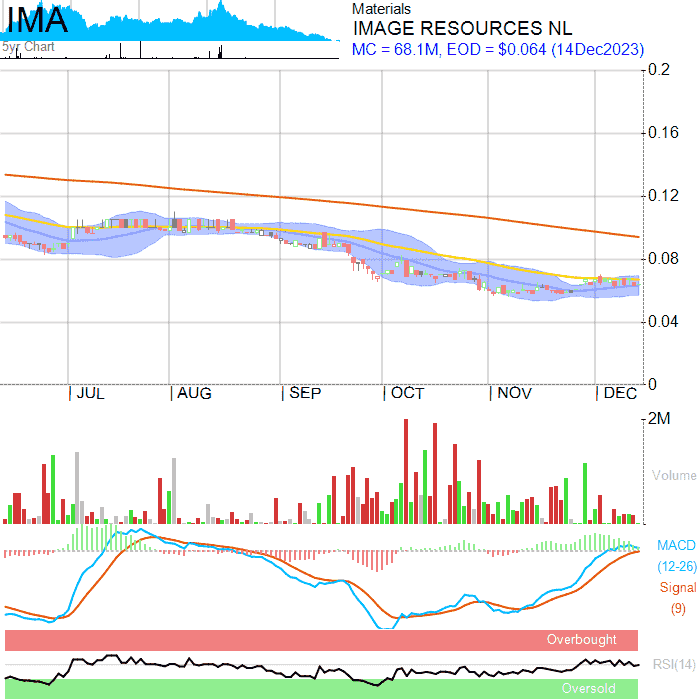 IMA
5yr Chart
Materials
IMAGE RESOURCES NL
MC = 68.1M, EOD = $0.064 (14Dec2023)
0.2
0.16
0.12
0.08
0.04
0
JUL AUG SEP OCT NOV DEC
2M
Volume
MACD
(12-26)
Signal
(9)
Overbought
RSI(14)
Oversold